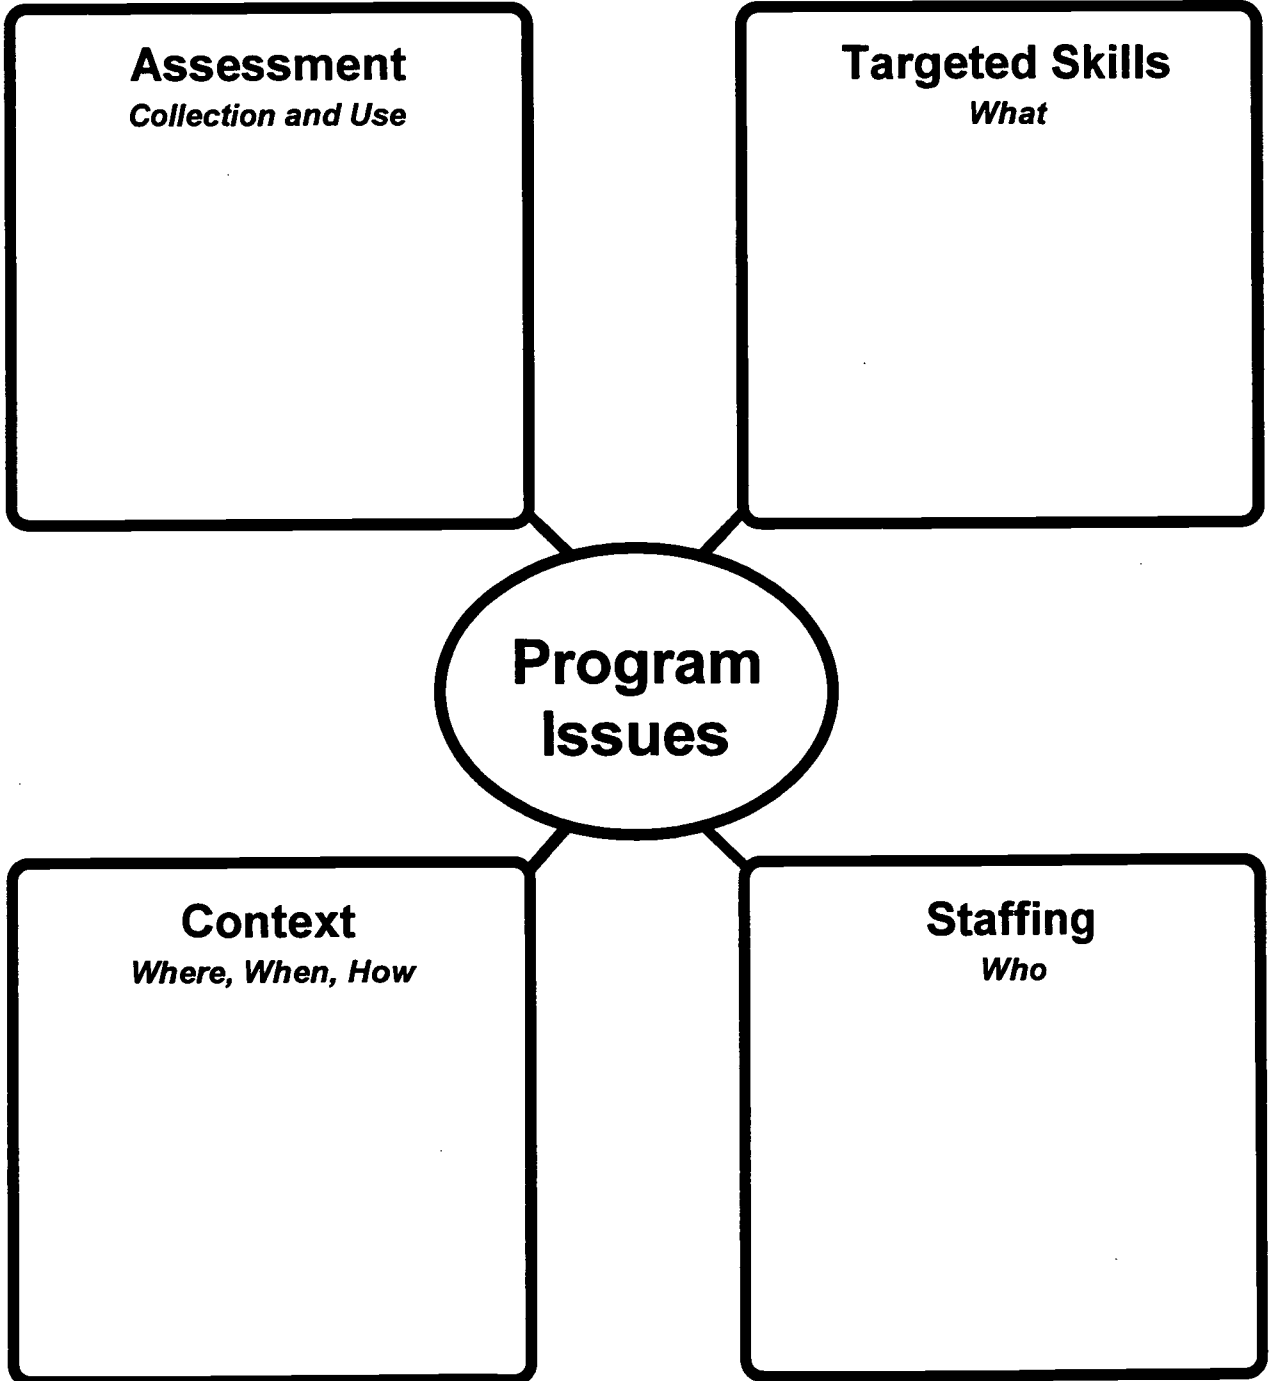 Assessment
Collection and Use
Targeted Skills
What
Program
Issues
Context
Where, When, How
Staffing
Who